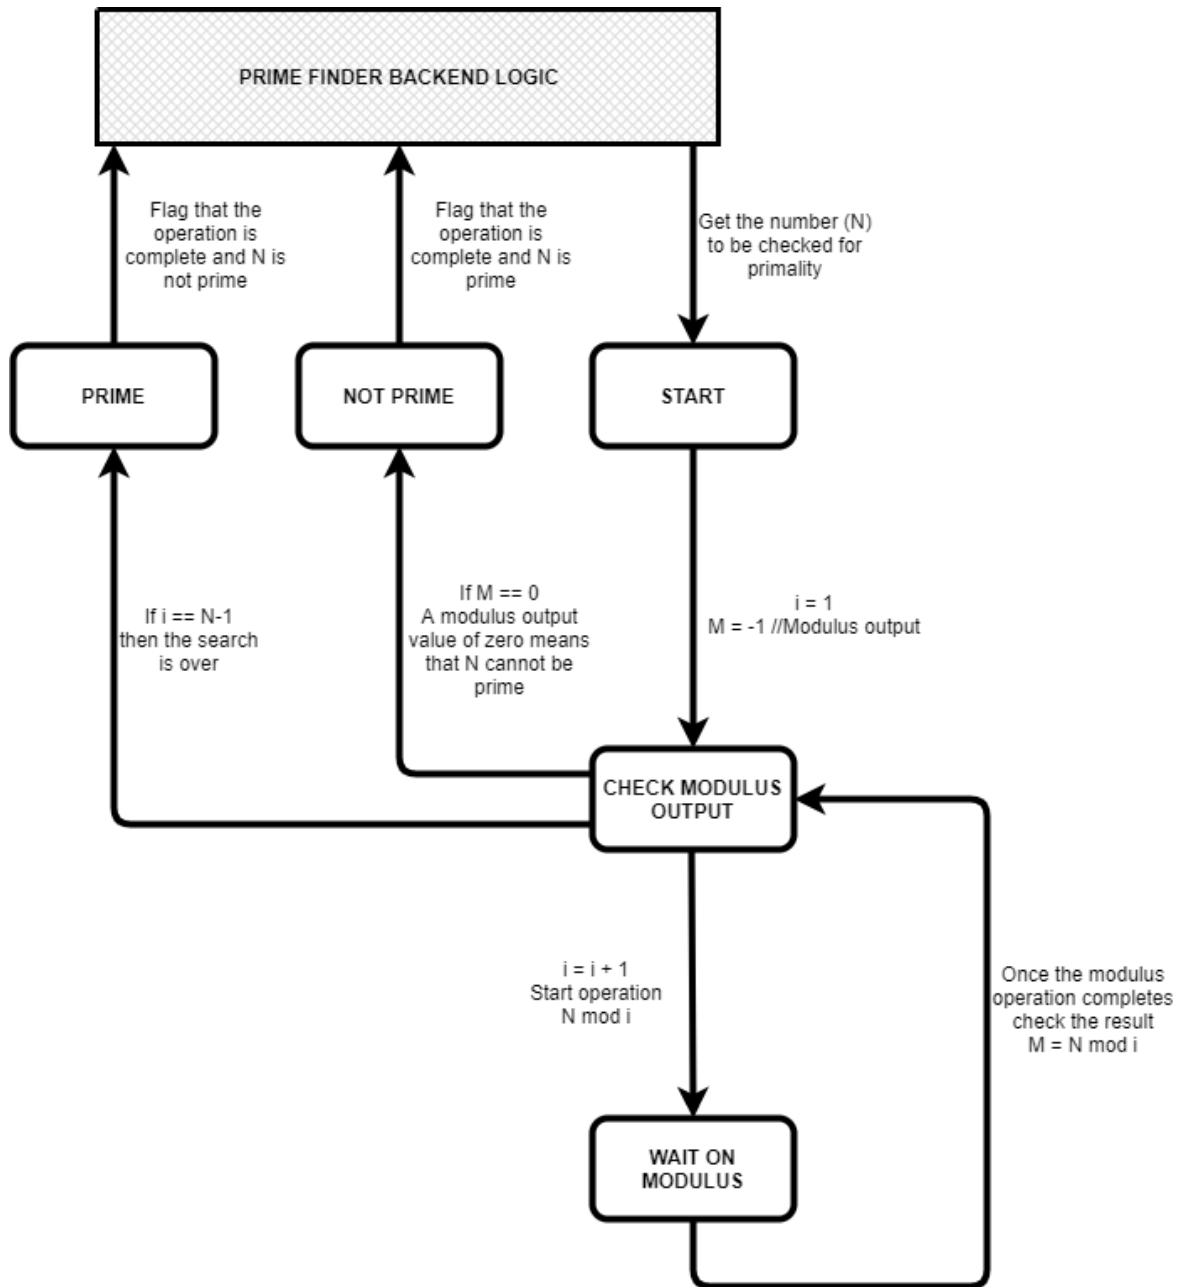 PRIME FINDER BACKEND LOGIC
Flag that the
operation is
complete and N is
not prime
Flag that the
operation is
complete and N is
prime
Get the number (N)
to be checked for
primality
PRIME
NOT PRIME
START
If i == N-1
then the search
is over
If M == 0
A modulus output
value of zero means
that N cannot be
prime
i = 1
M = -1 //Modulus output
CHECK MODULUS
OUTPUT
i = i + 1
Start operation
N mod i
Once the modulus
operation completes
check the result
M = N mod i
WAIT ON
MODULUS